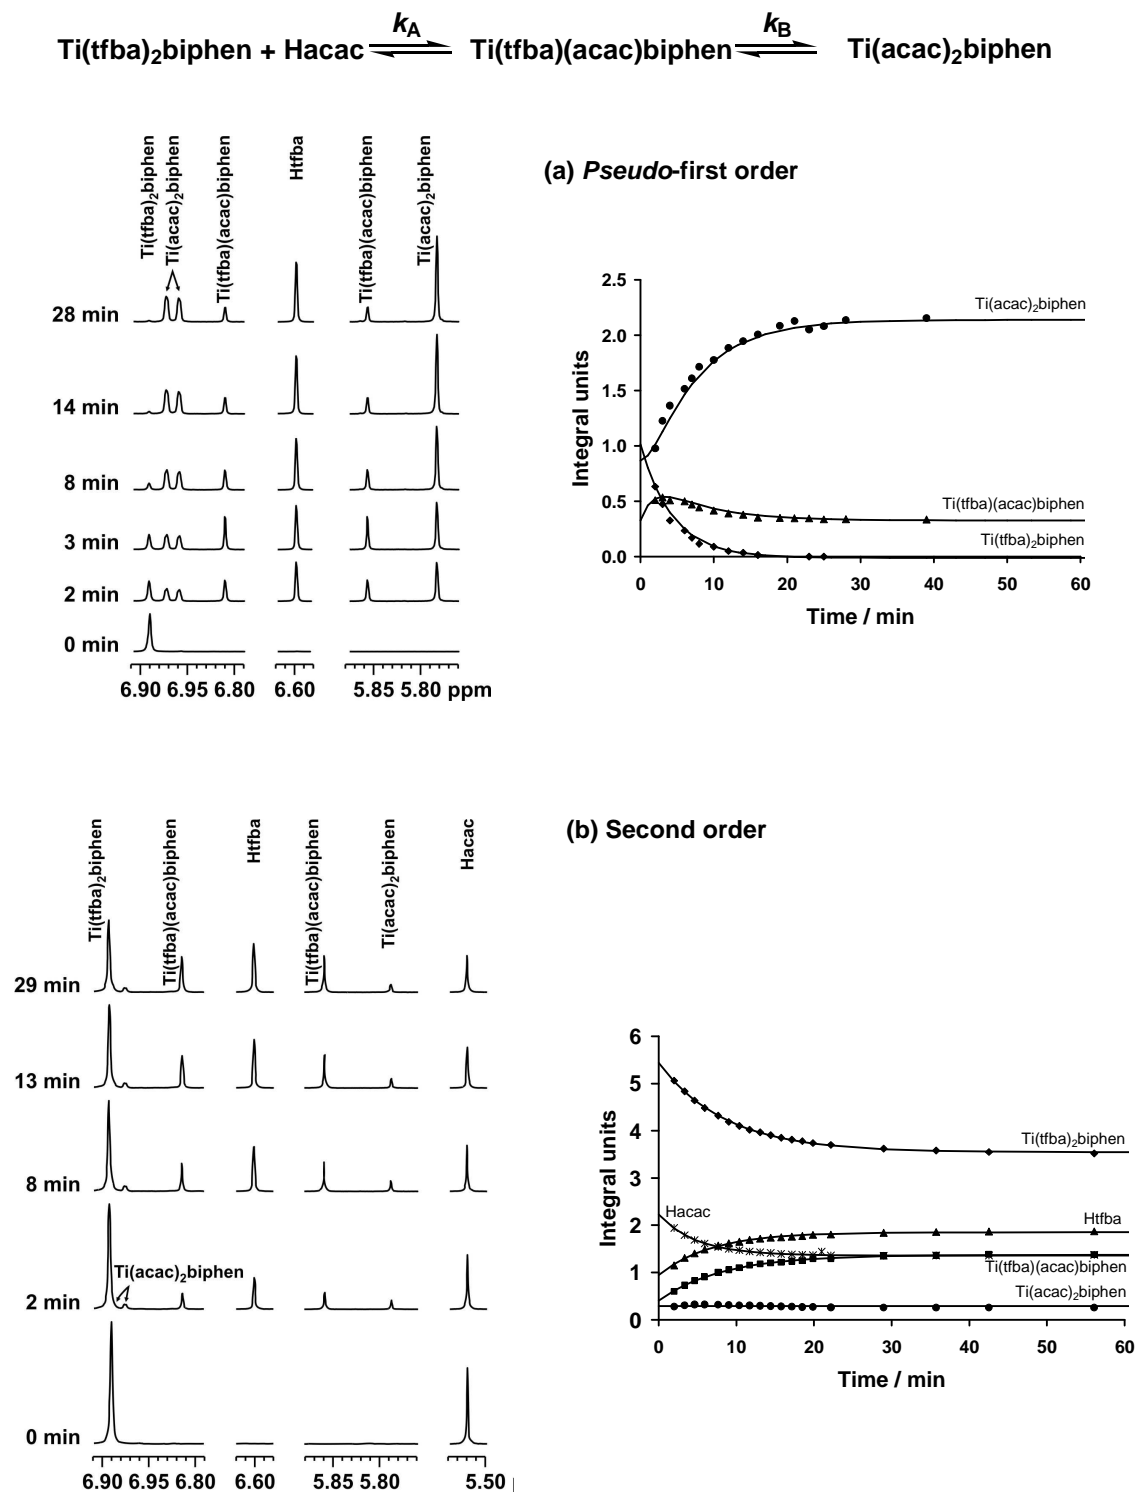 kA kB
Ti(tfba)2biphen + Hacac Ti(tfba)(acac)biphen Ti(acac)2biphen
Ti(tfba)2biphen
Ti(acac)2biphen
Ti(tfba)(acac)biphen
Htfba
Ti(tfba)(acac)biphen
Ti(acac)2biphen
28 min
14 min
8 min
3 min
2 min
0 min
6.90 6.95 6.80 6.60 5.85 5.80 ppm
(a) Pseudo-first order
Integral units
2.5
2.0
1.5
1.0
0.5
0.0
Ti(acac)2biphen
Ti(tfba)(acac)biphen
Ti(tfba)2biphen
0 10 20 30 40 50 60
Time / min
Ti(tfba)2biphen
Ti(tfba)(acac)biphen
Htfba
Ti(tfba)(acac)biphen
Ti(acac)2biphen
Hacac
29 min
13 min
8 min
2 min
Ti(acac)2biphen
0 min
6.90 6.95 6.80 6.60 5.85 5.80 5.50
(b) Second order
Integral units
6
5
4
3
2
1
0
Ti(tfba)2biphen
Hacac
Htfba
Ti(tfba)(acac)biphen
Ti(acac)2biphen
0 10 20 30 40 50 60
Time / min